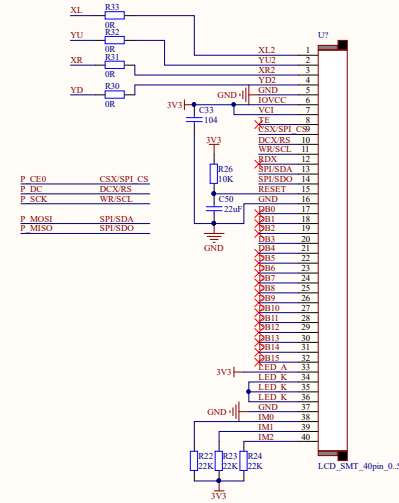 XL
R33
0R
YU
R32
0R
XR
R31
0R
YD
R30
0R
U?
XL2 1
YU2 2
XR2 3
YD2 4
GND GND 5
IOVCC 6
VCI 7
TE 8
CSX/SPI_CS 9
DCX/RS 10
WR/SCL 11
RDX 12
SPI/SDA 13
SPI/SDO 14
RESET 15
GND 16
DB0 17
DB1 18
DB2 19
DB3 20
DB4 21
DB5 22
DB6 23
DB7 24
DB8 25
DB9 26
DB10 27
DB11 28
DB12 29
DB13 30
DB14 31
DB15 32
3V3 LED_A 33
LED_K 34
LED_K 35
LED_K 36
GND GND 37
IM0 38
IM1 39
IM2 40
3V3
C33
104
3V3
R26
10K
C50
22uF
GND
P_CE0 CSX/SPI_CS
P_DC DCX/RS
P_SCK WR/SCL
P_MOSI SPI/SDA
P_MISO SPI/SDO
R22 R23 R24
22K 22K 22K
3V3
LCD_SMT_40pin_0.5